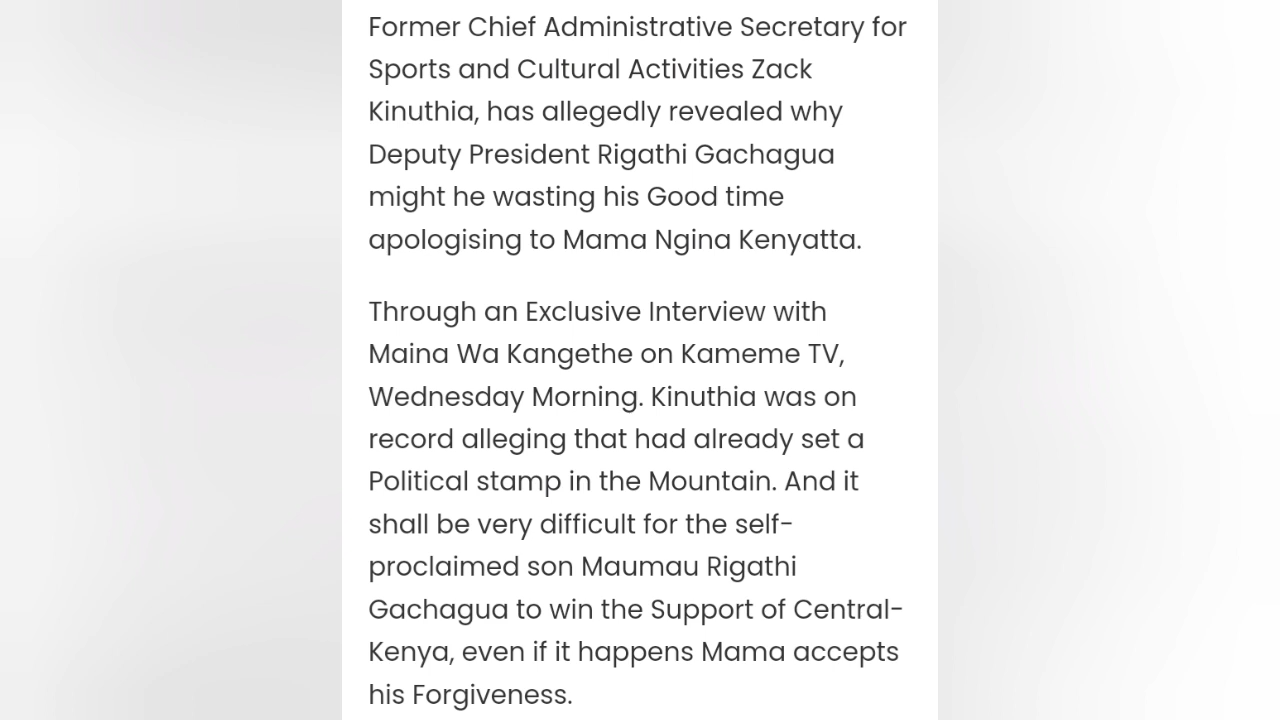 Former Chief Administrative Secretary for
Sports and Cultural Activities Zack
Kinuthia, has allegedly revealed why
Deputy President Rigathi Gachagua
might he wasting his Good time
apologising to Mama Ngina Kenyatta.
Through an Exclusive Interview with
Maina Wa Kangethe on Kameme TV,
Wednesday Morning. Kinuthia was on
record alleging that had already set a
Political stamp in the Mountain. And it
shall be very difficult for the self-
proclaimed son Maumau Rigathi
Gachagua to win the Support of Central-
Kenya, even if it happens Mama accepts
his Forgiveness.